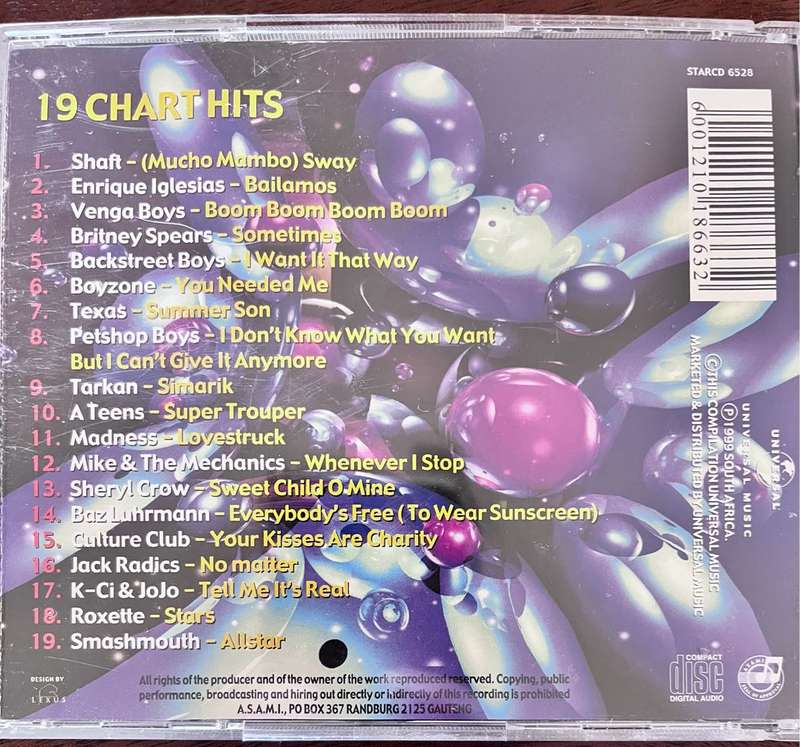 STARCD 6528
19 CHART HITS
1. Shaft – (Mucho Mambo) Sway
2. Enrique Iglesias – Bailamos
3. Venga Boys – Boom Boom Boom Boom
4. Britney Spears – Sometimes
5. Backstreet Boys – I Want It That Way
6. Boyzone – You Needed Me
7. Texas – Summer Son
8. Petshop Boys – I Don't Know What You Want
But I Can't Give It Anymore
9. Tarkan – Simarik
10. A Teens – Super Trouper
11. Madness – Lovestruck
12. Mike & The Mechanics – Whenever I Stop
13. Sheryl Crow – Sweet Child O Mine
14. Baz Luhrmann – Everybody's Free (To Wear Sunscreen)
15. Culture Club – Your Kisses Are Charity
16. Jack Radics – No matter
17. K-Ci & JoJo – Tell Me It's Real
18. Roxette – Stars
19. Smashmouth – Allstar
6001210186632
UNIVERSAL
UNIVERSAL MUSIC
℗ 1999 SOUTH AFRICA
© THIS COMPILATION UNIVERSAL MUSIC
MARKETED & DISTRIBUTED BY UNIVERSAL MUSIC
DESIGN BY
LEXUS
All rights of the producer and of the owner of the work reproduced reserved. Copying, public
performance, broadcasting and hiring out directly or indirectly of this recording is prohibited
A.S.A.M.I., PO BOX 367 RANDBURG 2125 GAUTENG
COMPACT
disc
DIGITAL AUDIO